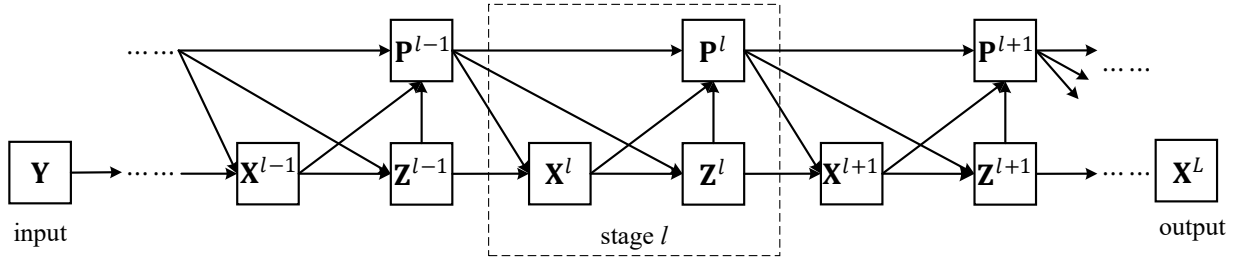 …… P^{l−1} P^l P^{l+1} ……
Y …… X^{l−1} Z^{l−1} X^l Z^l X^{l+1} Z^{l+1} …… X^L
input stage l output